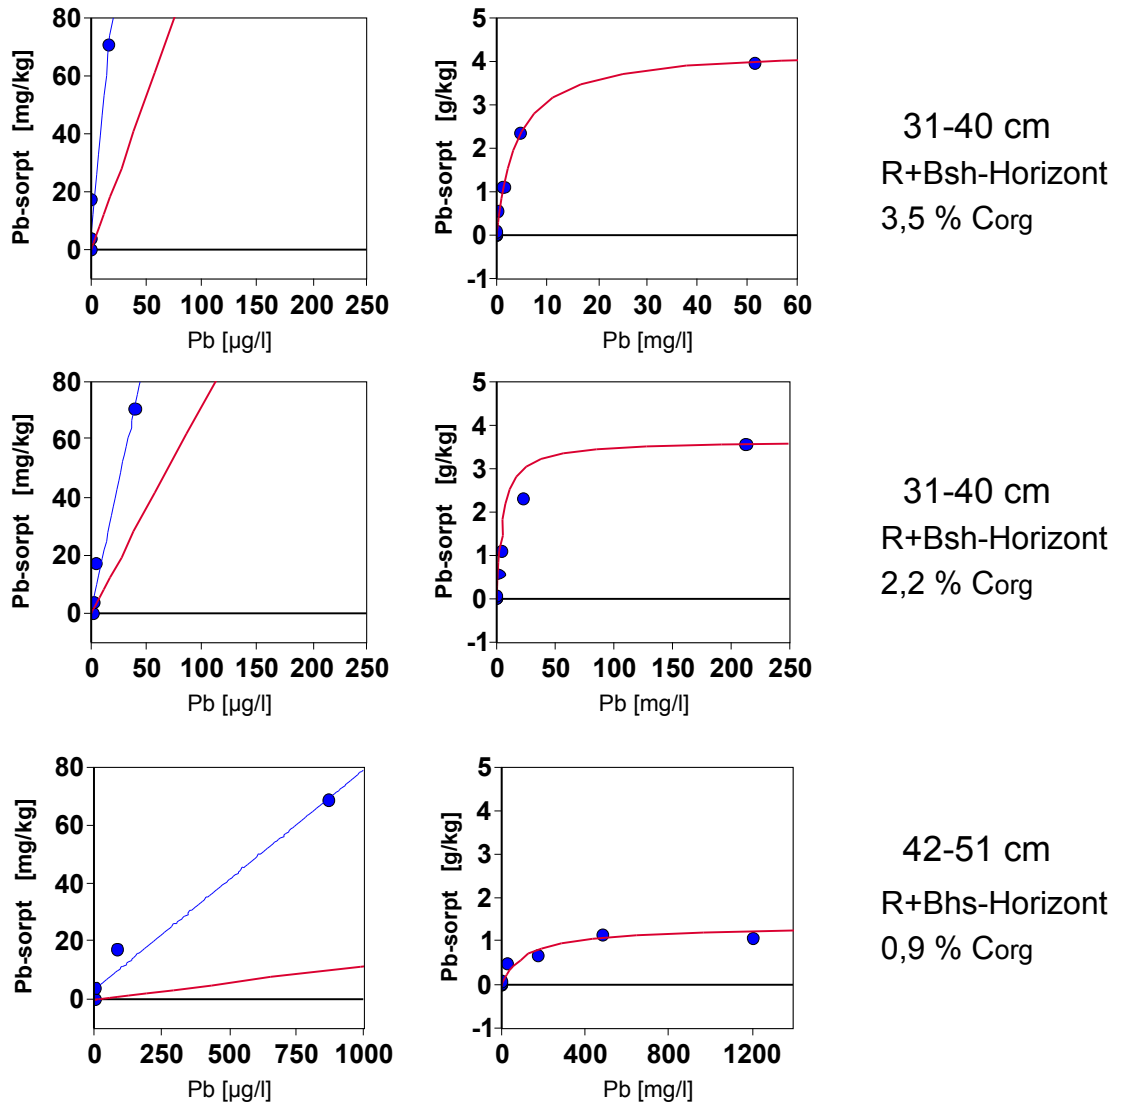 80
60
40
20
0
Pb-sorpt [mg/kg]
0 50 100 150 200 250
Pb [µg/l]
5
4
3
2
1
0
-1
Pb-sorpt [g/kg]
0 10 20 30 40 50 60
Pb [mg/l]
31-40 cm
R+Bsh-Horizont
3,5 % Corg
80
60
40
20
0
Pb-sorpt [mg/kg]
0 50 100 150 200 250
Pb [µg/l]
5
4
3
2
1
0
-1
Pb-sorpt [g/kg]
0 50 100 150 200 250
Pb [mg/l]
31-40 cm
R+Bsh-Horizont
2,2 % Corg
80
60
40
20
0
Pb-sorpt [mg/kg]
0 250 500 750 1000
Pb [µg/l]
5
4
3
2
1
0
-1
Pb-sorpt [g/kg]
0 400 800 1200
Pb [mg/l]
42-51 cm
R+Bhs-Horizont
0,9 % Corg